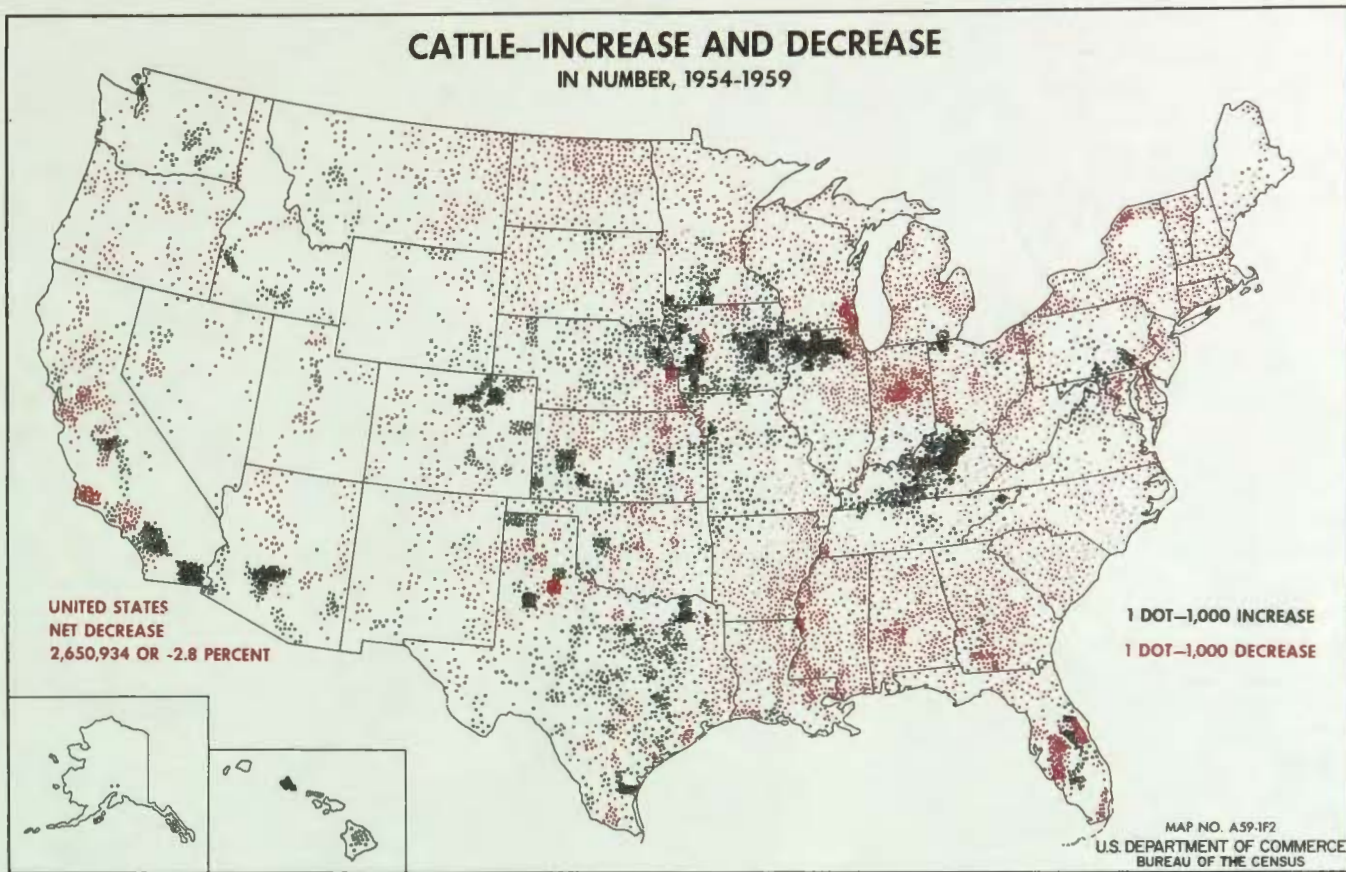 CATTLE–INCREASE AND DECREASE
IN NUMBER, 1954-1959
UNITED STATES
NET DECREASE
2,650,934 OR -2.8 PERCENT
1 DOT–1,000 INCREASE
1 DOT–1,000 DECREASE
MAP NO. A59-1F2
U.S. DEPARTMENT OF COMMERCE
BUREAU OF THE CENSUS